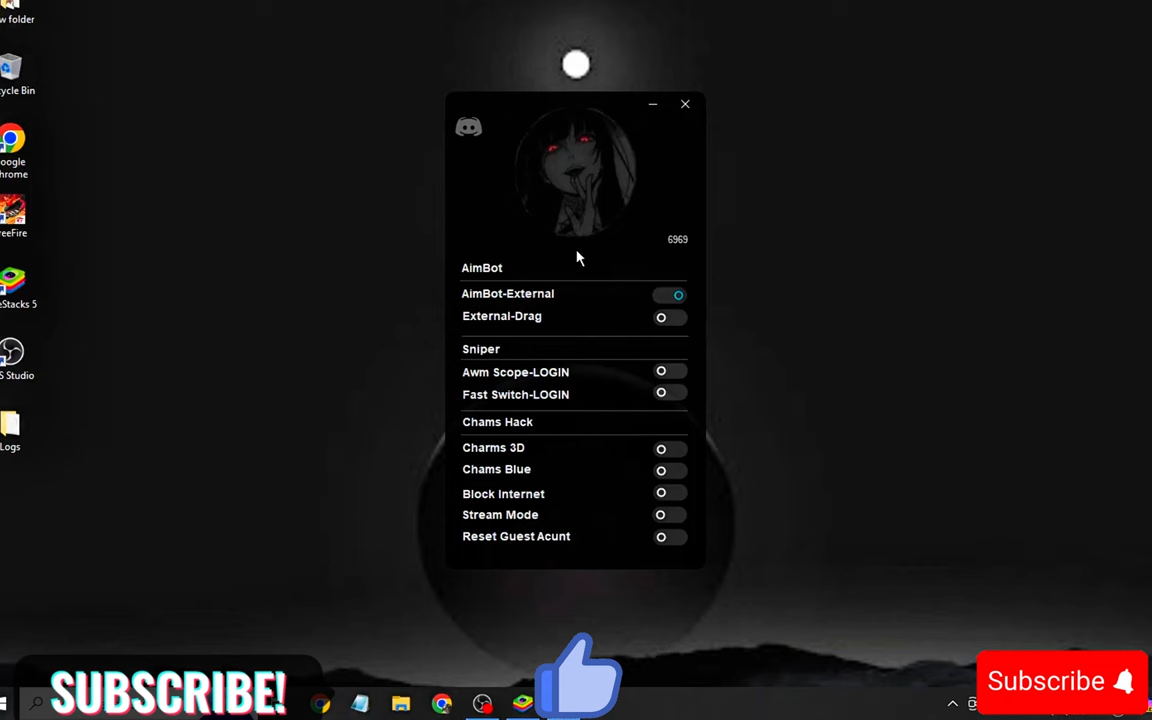 w folder
cycle Bin
oogle
hrome
reeFire
eStacks 5
S Studio
Logs
6969
AimBot
AimBot-External
External-Drag
Sniper
Awm Scope-LOGIN
Fast Switch-LOGIN
Chams Hack
Charms 3D
Chams Blue
Block Internet
Stream Mode
Reset Guest Acunt
SUBSCRIBE!
Subscribe